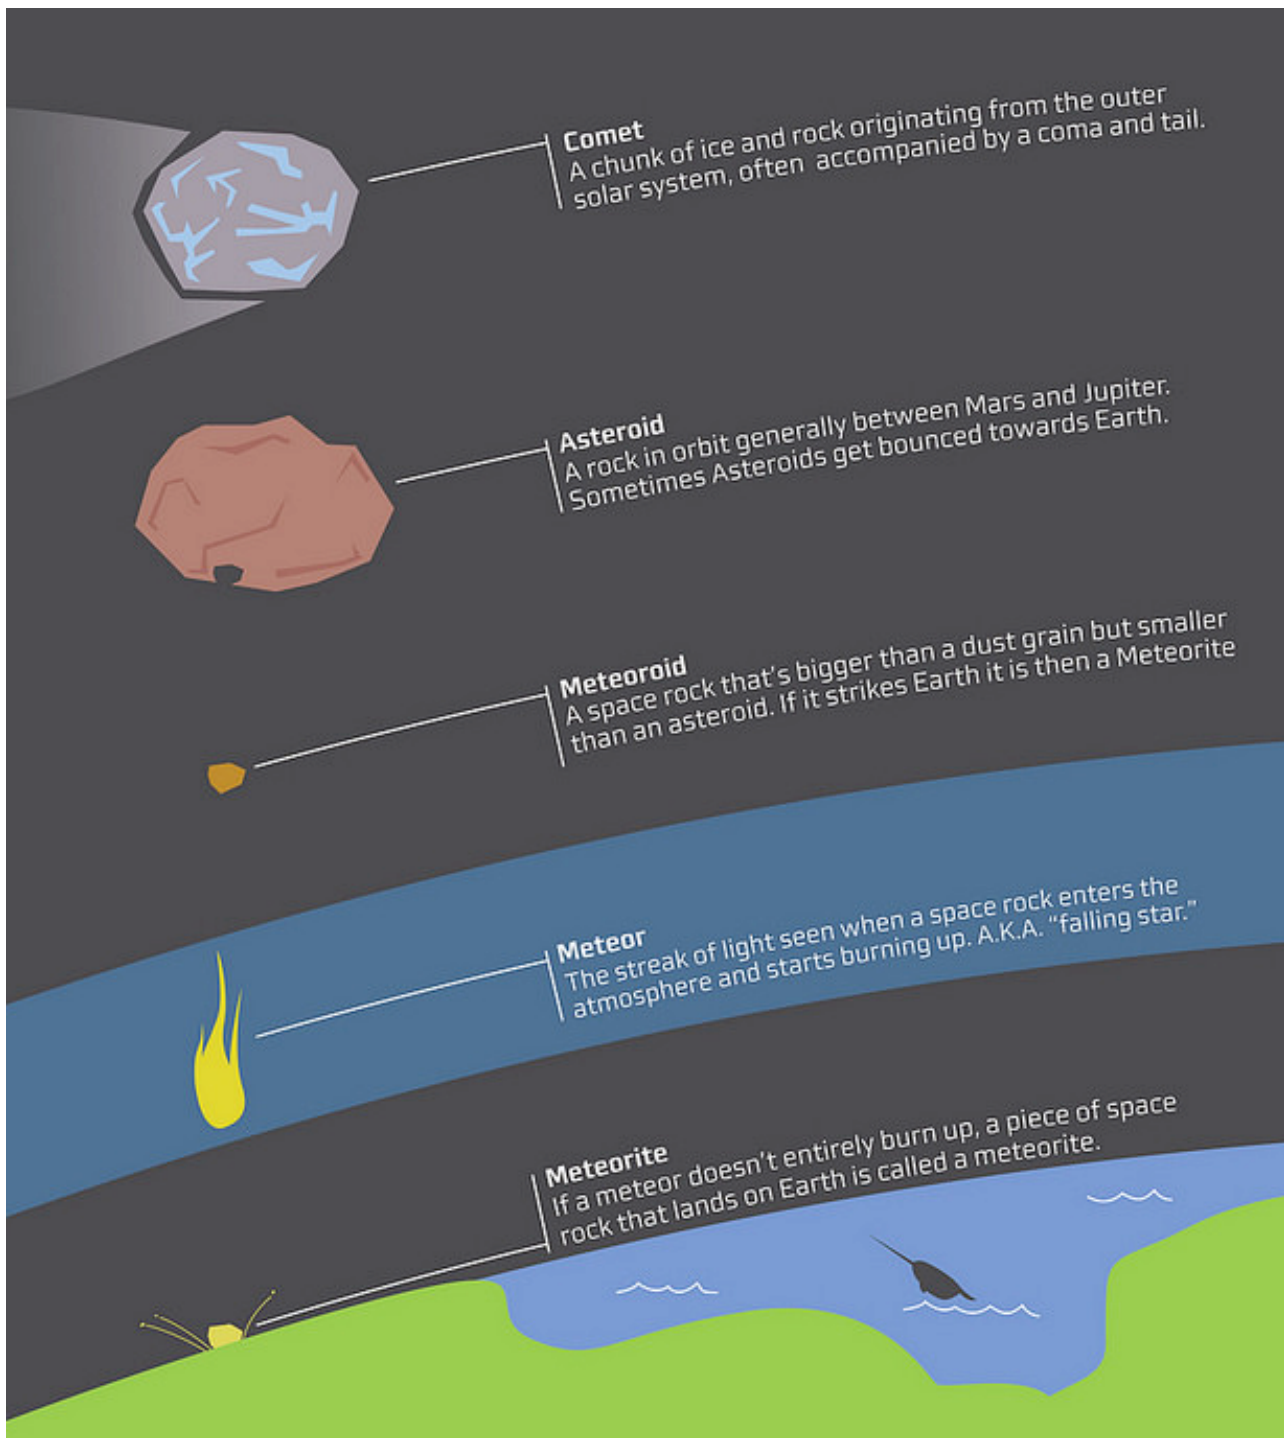 Comet
A chunk of ice and rock originating from the outer
solar system, often accompanied by a coma and tail.
Asteroid
A rock in orbit generally between Mars and Jupiter.
Sometimes Asteroids get bounced towards Earth.
Meteoroid
A space rock that's bigger than a dust grain but smaller
than an asteroid. If it strikes Earth it is then a Meteorite
Meteor
The streak of light seen when a space rock enters the
atmosphere and starts burning up. A.K.A. “falling star.”
Meteorite
If a meteor doesn't entirely burn up, a piece of space
rock that lands on Earth is called a meteorite.